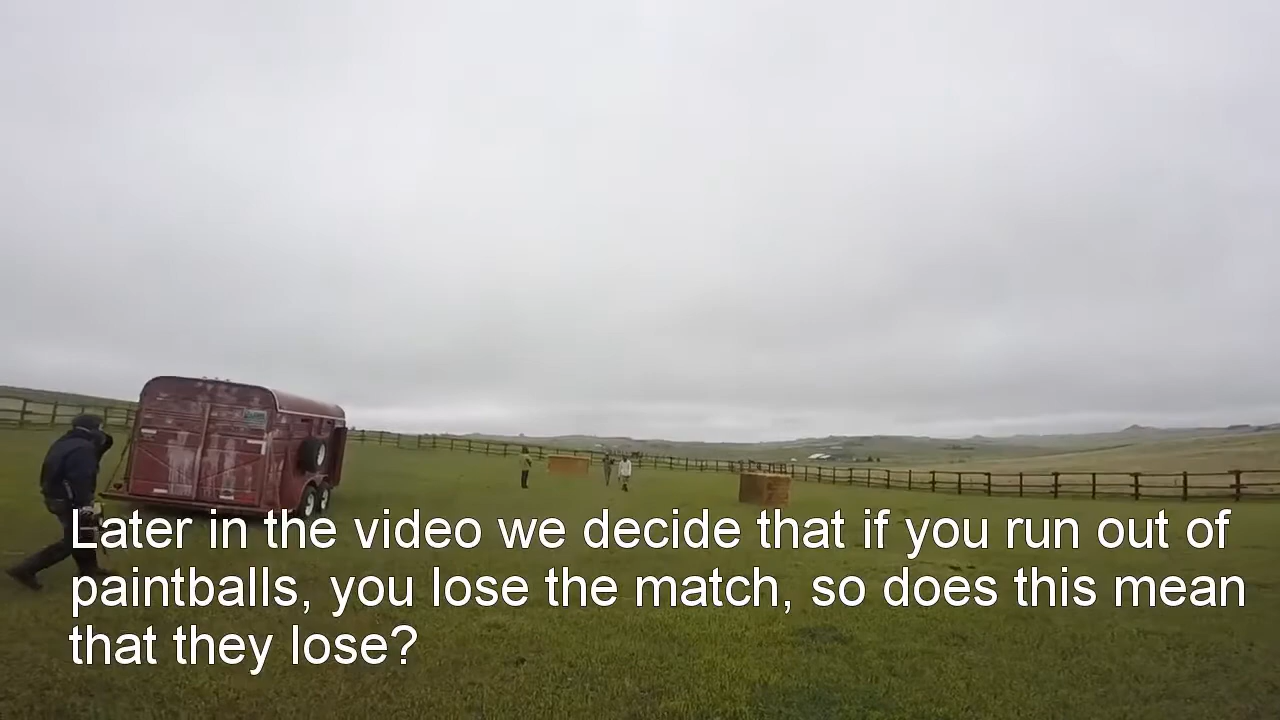 Later in the video we decide that if you run out of
paintballs, you lose the match, so does this mean
that they lose?